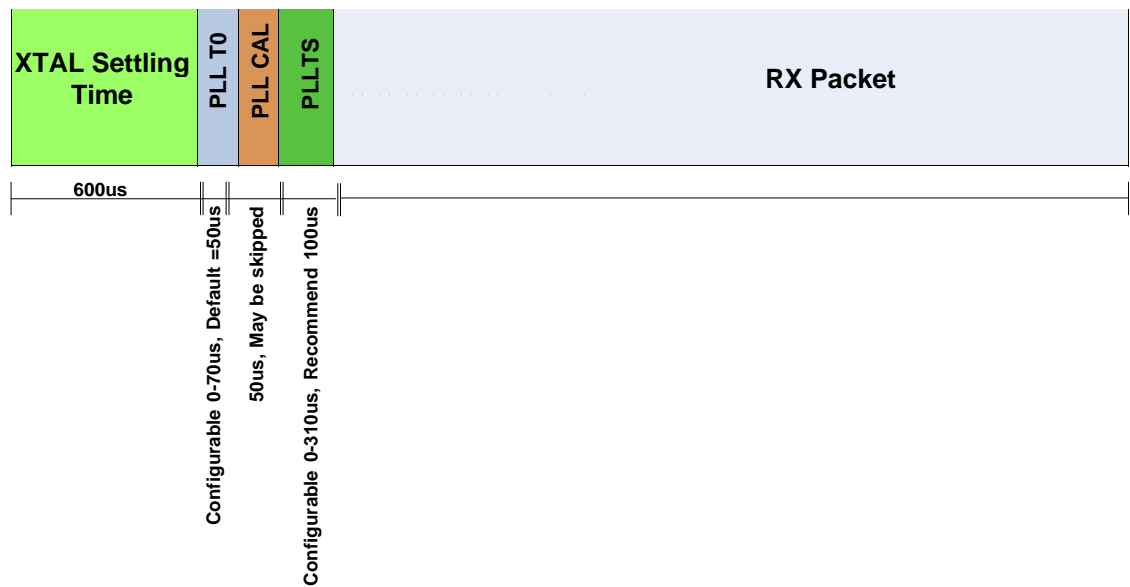 XTAL Settling
Time
PLL T0
PLL CAL
PLLTS
RX Packet
600us
Configurable 0-70us, Default =50us
50us, May be skipped
Configurable 0-310us, Recommend 100us